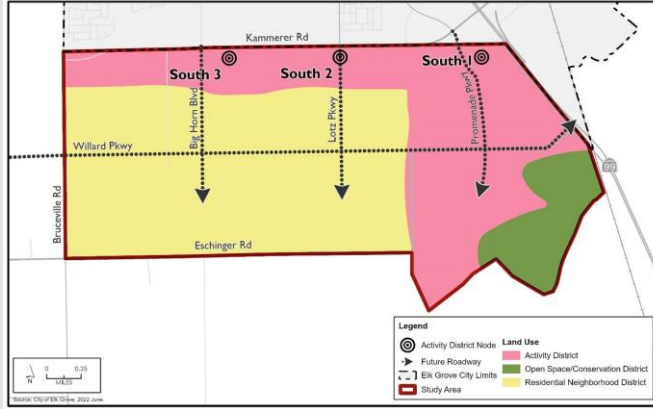 Kammerer Rd
South 3
South 2
South 1
Big Horn Blvd
Lotz Pkwy
Promenade Pkwy
Willard Pkwy
99
Bruceville Rd
Eschinger Rd
Legend
Activity District Node
Future Roadway
Elk Grove City Limits
Study Area
Land Use
Activity District
Open Space/Conservation District
Residential Neighborhood District
N
0 0.25
MILES
Source: City of Elk Grove, 2022 June.